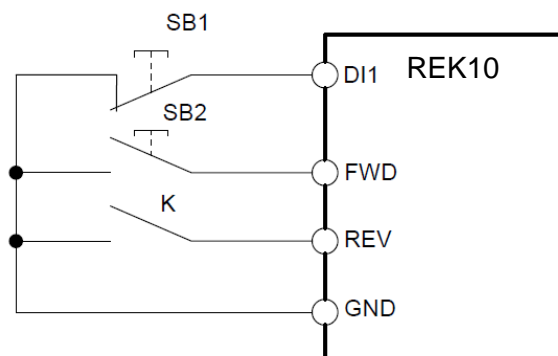 SB1
REK10
DI1
SB2
FWD
K
REV
GND